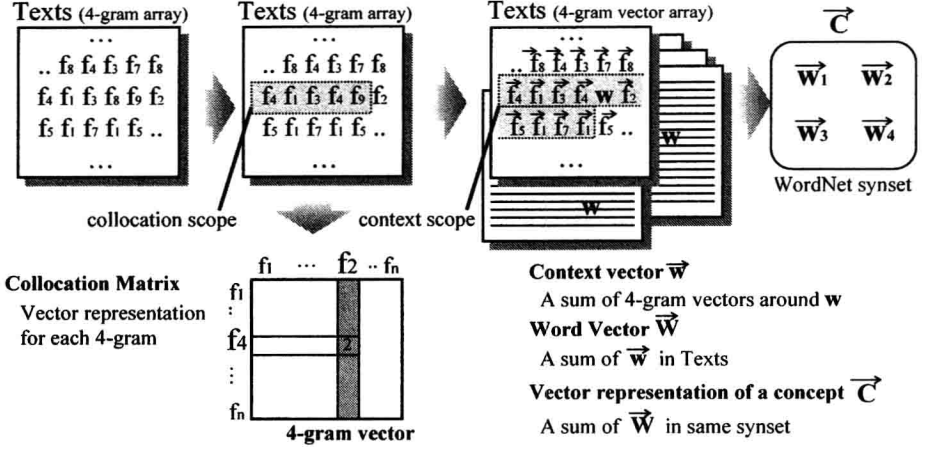 Texts (4-gram array)
...
.. f8 f4 f3 f7 f8
f4 f1 f3 f8 f9 f2
f5 f1 f7 f1 f5 ..
...
Texts (4-gram array)
...
.. f8 f4 f3 f7 f8
f4 f1 f3 f4 f9 f2
f5 f1 f7 f1 f5 ..
...
collocation scope
Texts (4-gram vector array)
...
.. f8 f4 f3 f7 f8
f4 f1 f3 f4 w f2
f5 f1 f7 f1 f5 ..
...
w
w
context scope
C
w1 w2
w3 w4
WordNet synset
Collocation Matrix
Vector representation
for each 4-gram
f1 ... f2 .. fn
f1
:
f4
2
:
fn
4-gram vector
Context vector w
A sum of 4-gram vectors around w
Word Vector W
A sum of w in Texts
Vector representation of a concept C
A sum of W in same synset